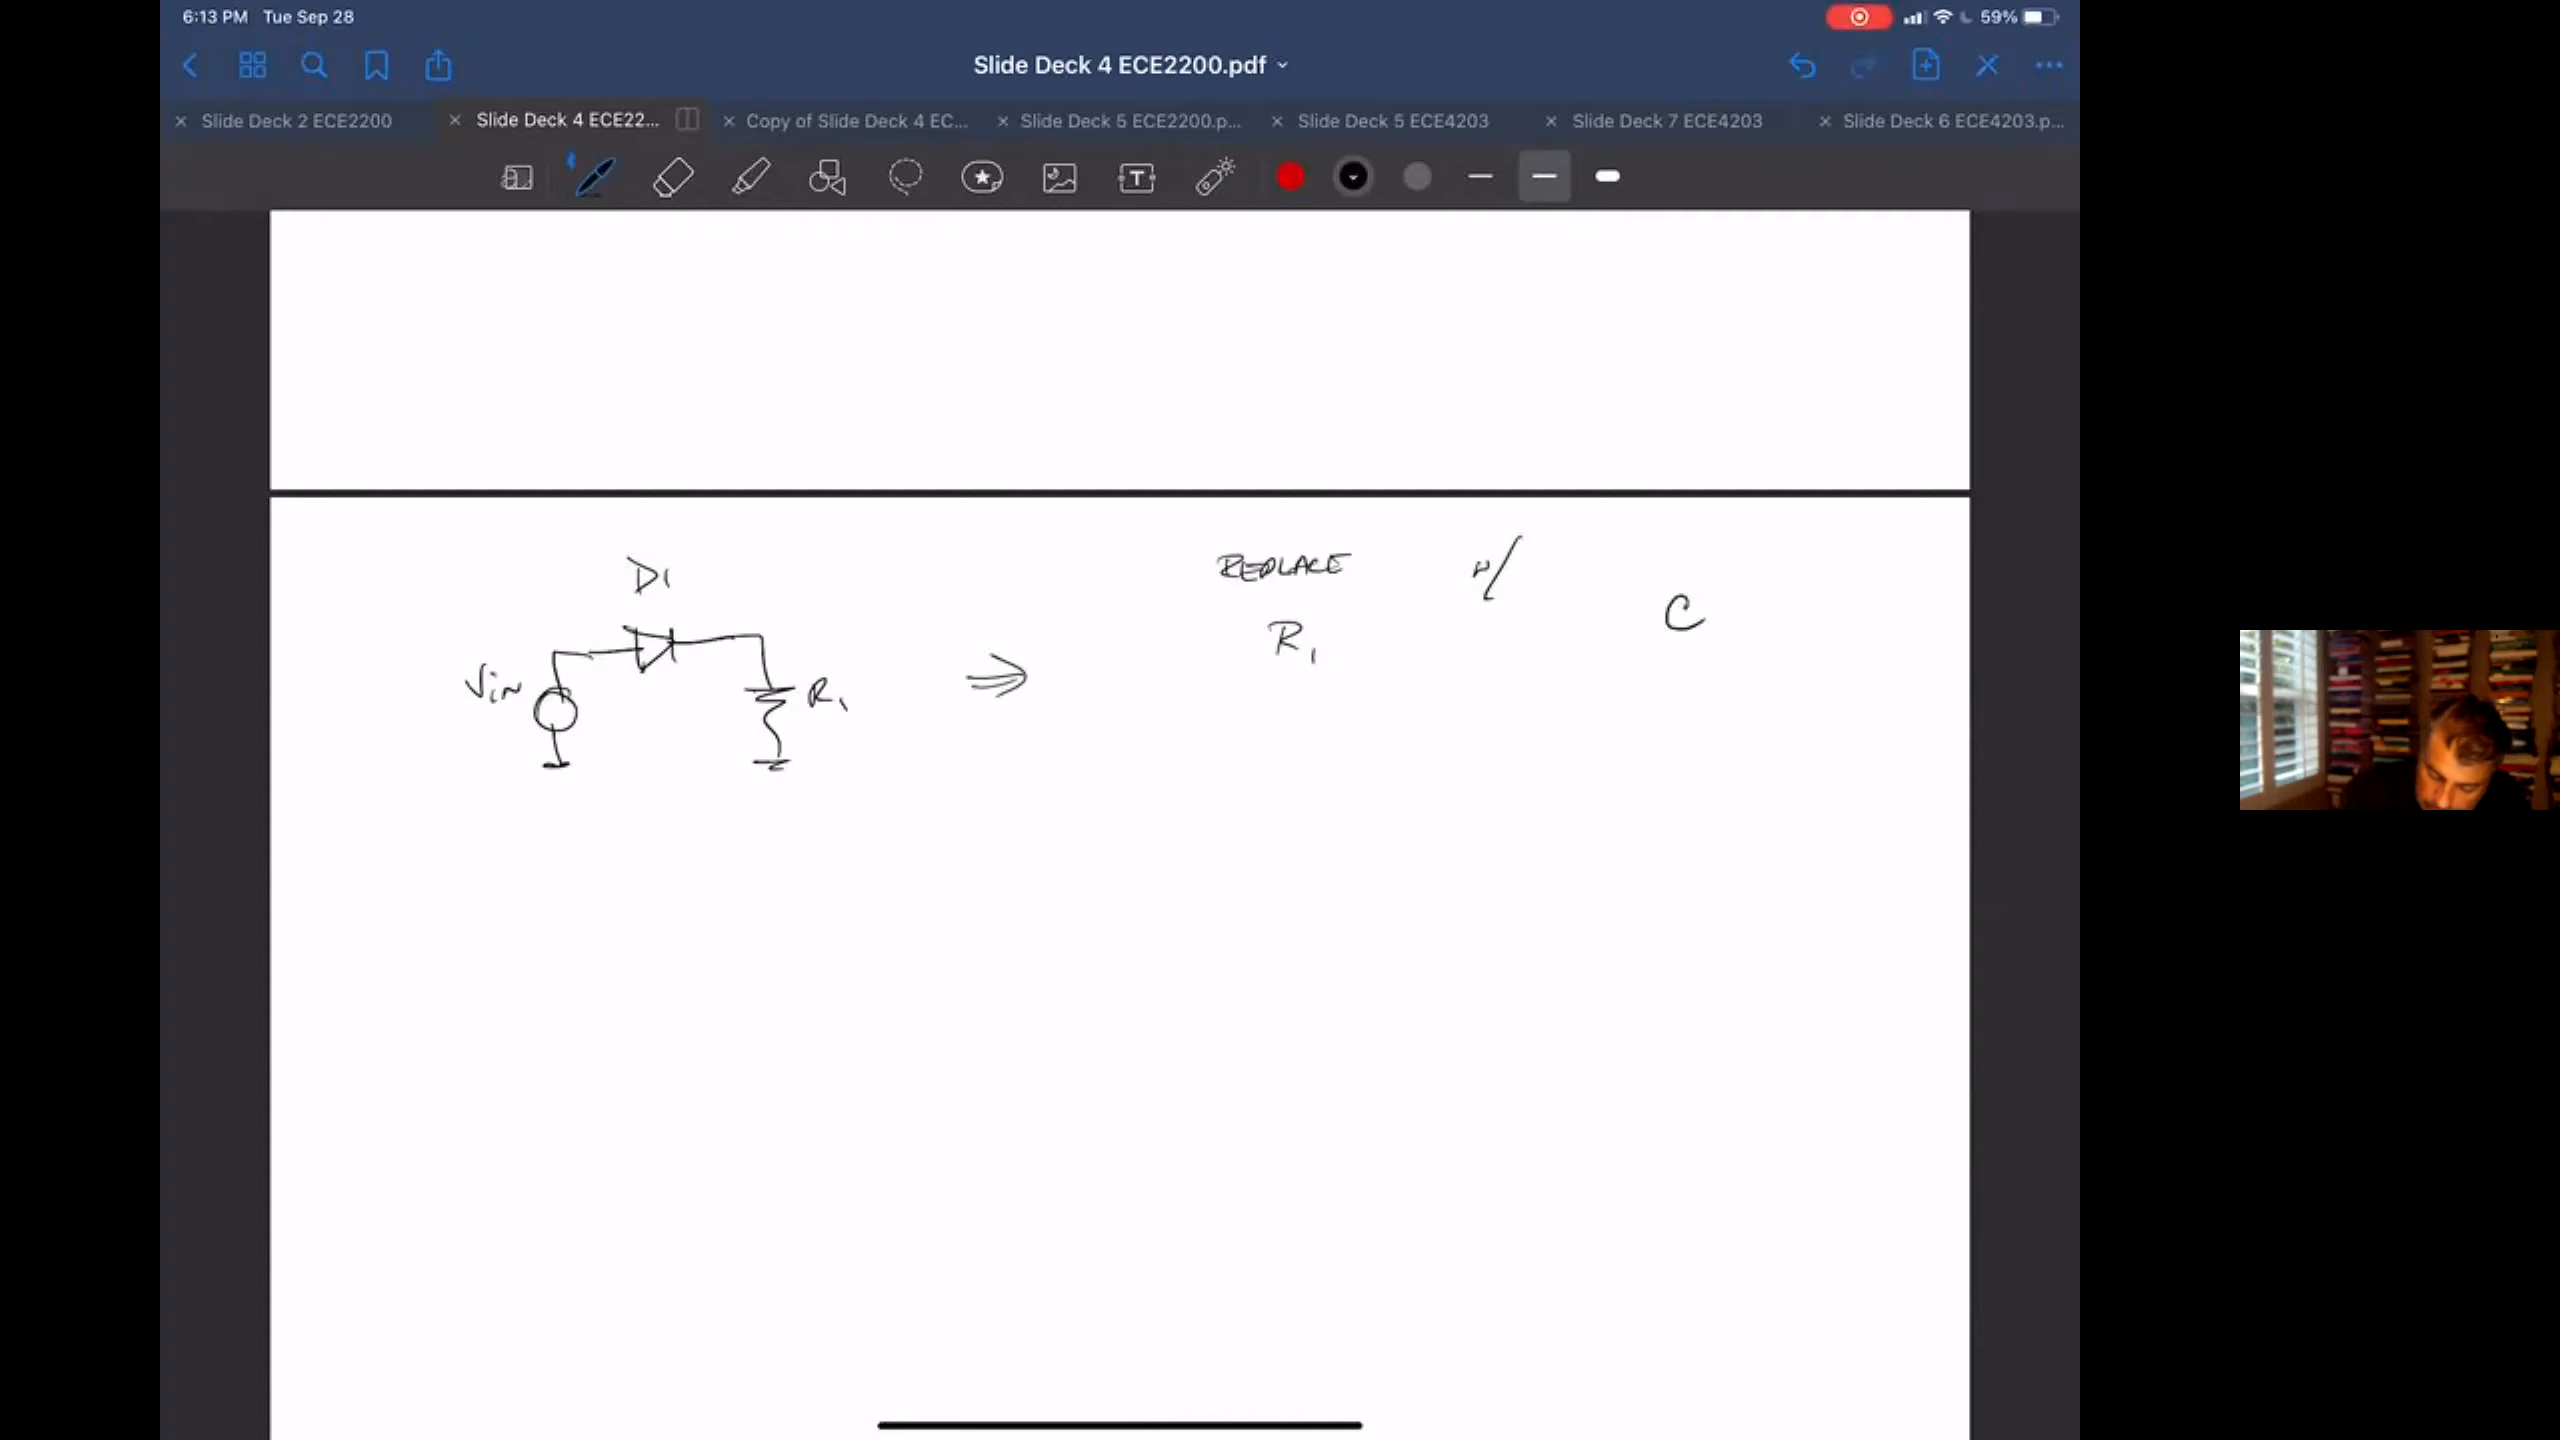 6:13 PM Tue Sep 28
59%
Slide Deck 4 ECE2200.pdf
Slide Deck 2 ECE2200
Slide Deck 4 ECE22...
Copy of Slide Deck 4 EC...
Slide Deck 5 ECE2200.p...
Slide Deck 5 ECE4203
Slide Deck 7 ECE4203
Slide Deck 6 ECE4203.p...
T
D1
Vin
R1
REPLACE w/
R1
C